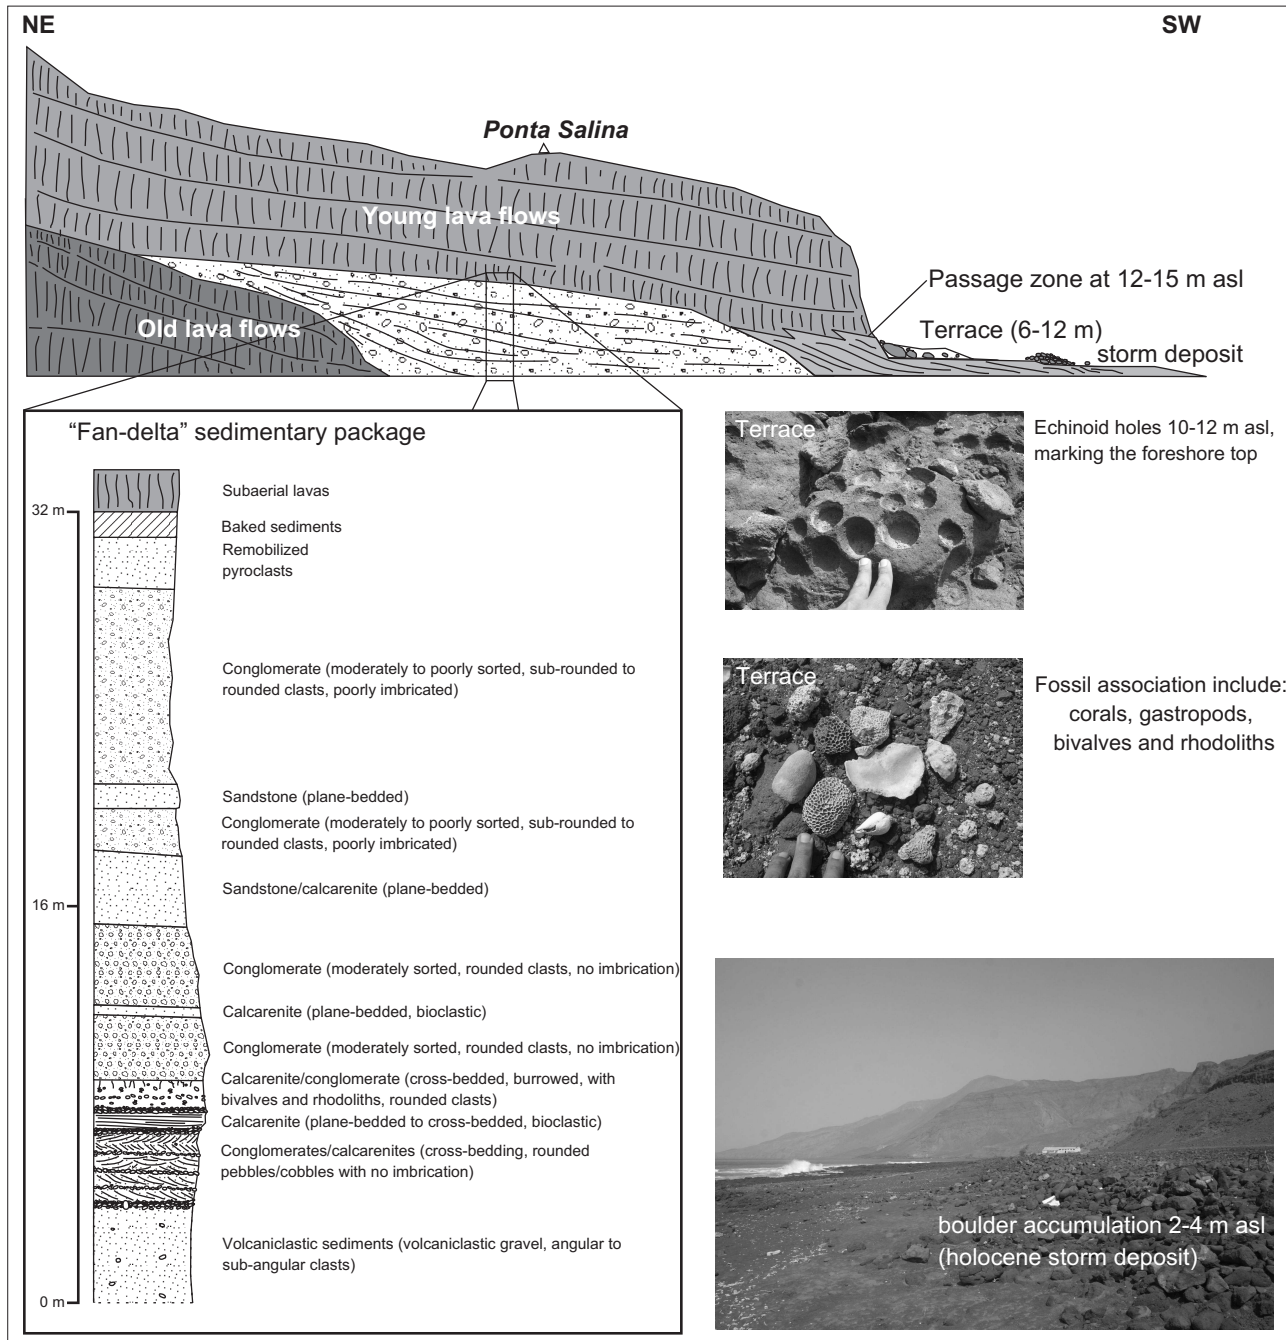 NE
SW
Ponta Salina
Young lava flows
Passage zone at 12-15 m asl
Old lava flows
Terrace (6-12 m)
storm deposit
“Fan-delta” sedimentary package
Subaerial lavas
32 m
Baked sediments
Remobilized
pyroclasts
Conglomerate (moderately to poorly sorted, sub-rounded to
rounded clasts, poorly imbricated)
Sandstone (plane-bedded)
Conglomerate (moderately to poorly sorted, sub-rounded to
rounded clasts, poorly imbricated)
Sandstone/calcarenite (plane-bedded)
16 m
Conglomerate (moderately sorted, rounded clasts, no imbrication)
Calcarenite (plane-bedded, bioclastic)
Conglomerate (moderately sorted, rounded clasts, no imbrication)
Calcarenite/conglomerate (cross-bedded, burrowed, with
bivalves and rhodoliths, rounded clasts)
Calcarenite (plane-bedded to cross-bedded, bioclastic)
Conglomerates/calcarenites (cross-bedding, rounded
pebbles/cobbles with no imbrication)
Volcaniclastic sediments (volcaniclastic gravel, angular to
sub-angular clasts)
0 m
Terrace
Echinoid holes 10-12 m asl,
marking the foreshore top
Terrace
Fossil association include:
corals, gastropods,
bivalves and rhodoliths
boulder accumulation 2-4 m asl
(holocene storm deposit)